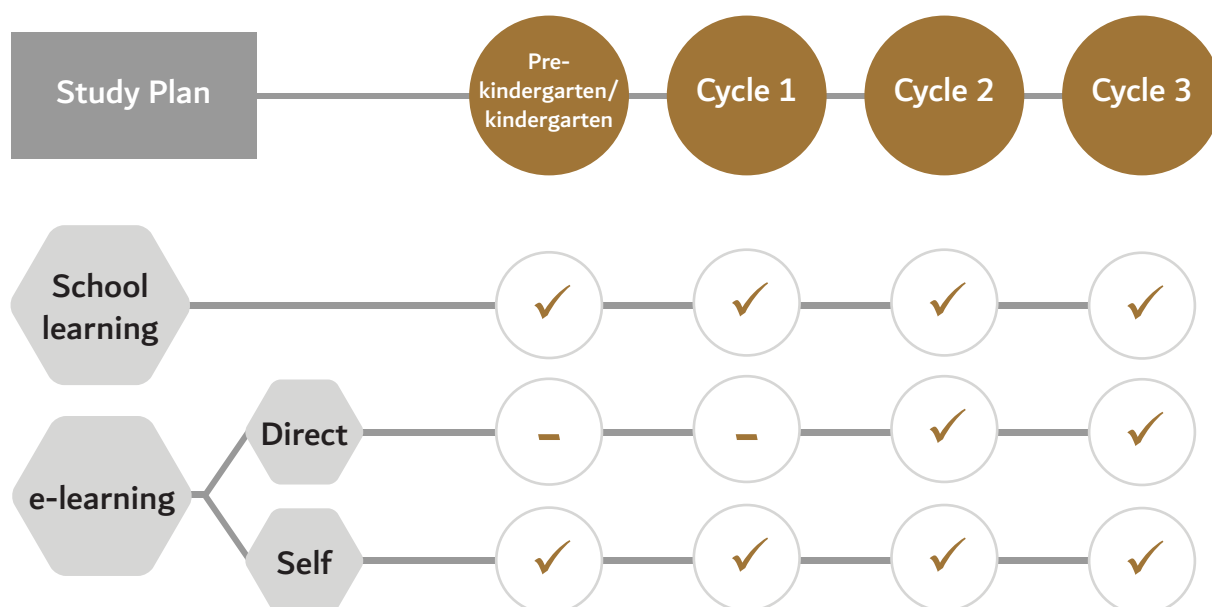 Study Plan
Pre-
kindergarten/
kindergarten
Cycle 1
Cycle 2
Cycle 3
School
learning
✓ ✓ ✓ ✓
e-learning
Direct
- - ✓ ✓
Self
✓ ✓ ✓ ✓